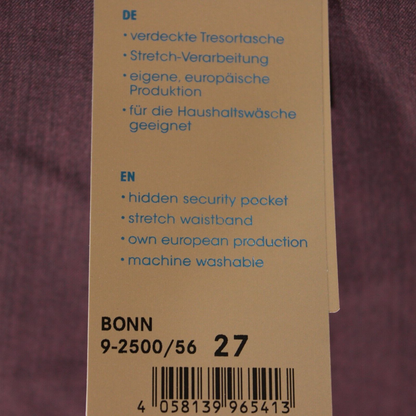 DE
• verdeckte Tresortasche
• Stretch-Verarbeitung
• eigene, europäische
Produktion
• für die Haushaltswäsche
geeignet
EN
• hidden security pocket
• stretch waistband
• own european production
• machine washable
BONN
9-2500/56 27
4 058139 965413